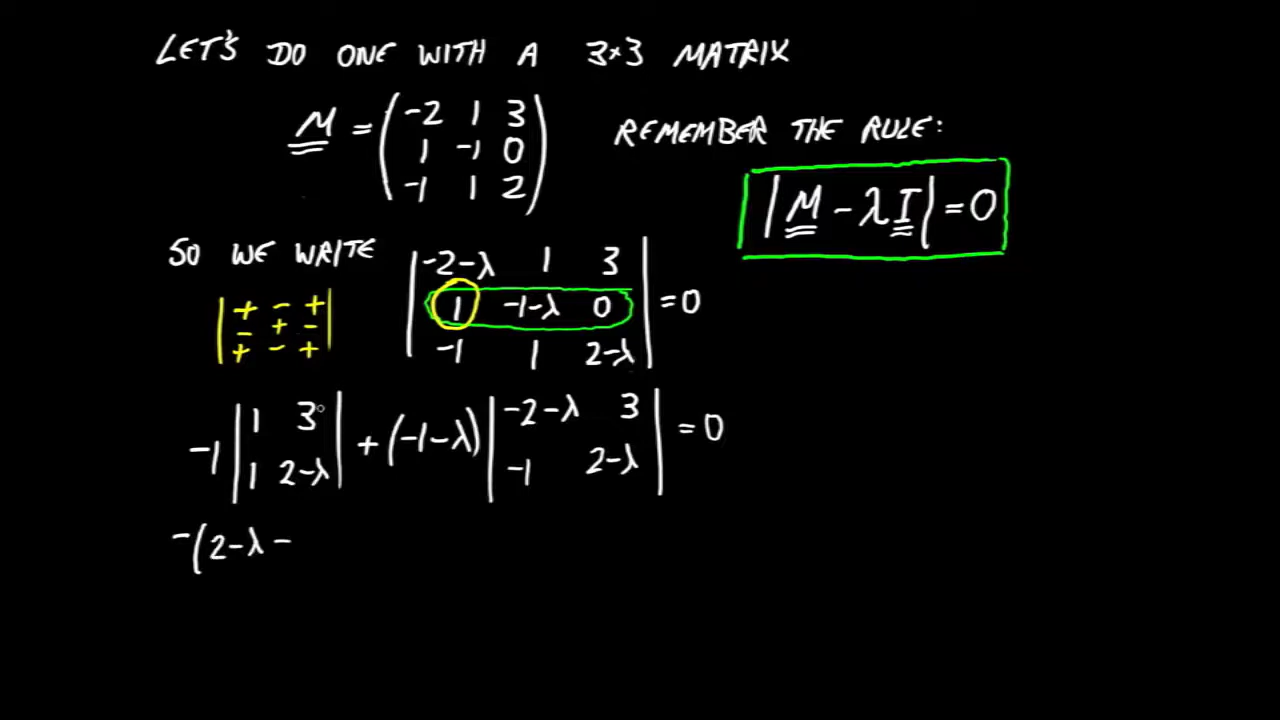 LET'S DO ONE WITH A 3×3 MATRIX
M = (-2 1 3
1 -1 0
-1 1 2)
REMEMBER THE RULE:
|M - λI| = 0
SO WE WRITE
|-2-λ 1 3|
|1 -1-λ 0| = 0
|-1 1 2-λ|
|+ - +|
|- + -|
|+ - +|
-1 |1 3| + (-1-λ) |-2-λ 3| = 0
|1 2-λ| |-1 2-λ|
-(2-λ -